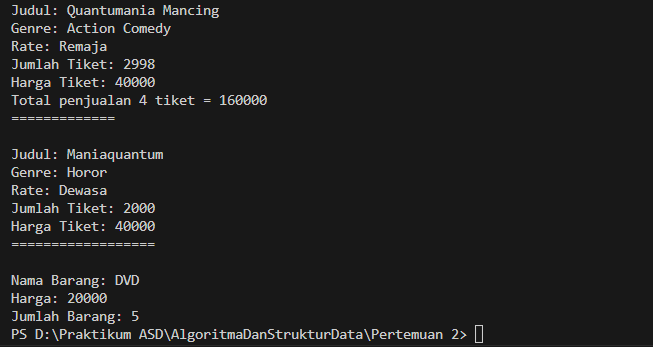 Judul: Quantumania Mancing
Genre: Action Comedy
Rate: Remaja
Jumlah Tiket: 2998
Harga Tiket: 40000
Total penjualan 4 tiket = 160000
=============
Judul: Maniaquantum
Genre: Horor
Rate: Dewasa
Jumlah Tiket: 2000
Harga Tiket: 40000
==================
Nama Barang: DVD
Harga: 20000
Jumlah Barang: 5
PS D:\Praktikum ASD\AlgoritmaDanStrukturData\Pertemuan 2>